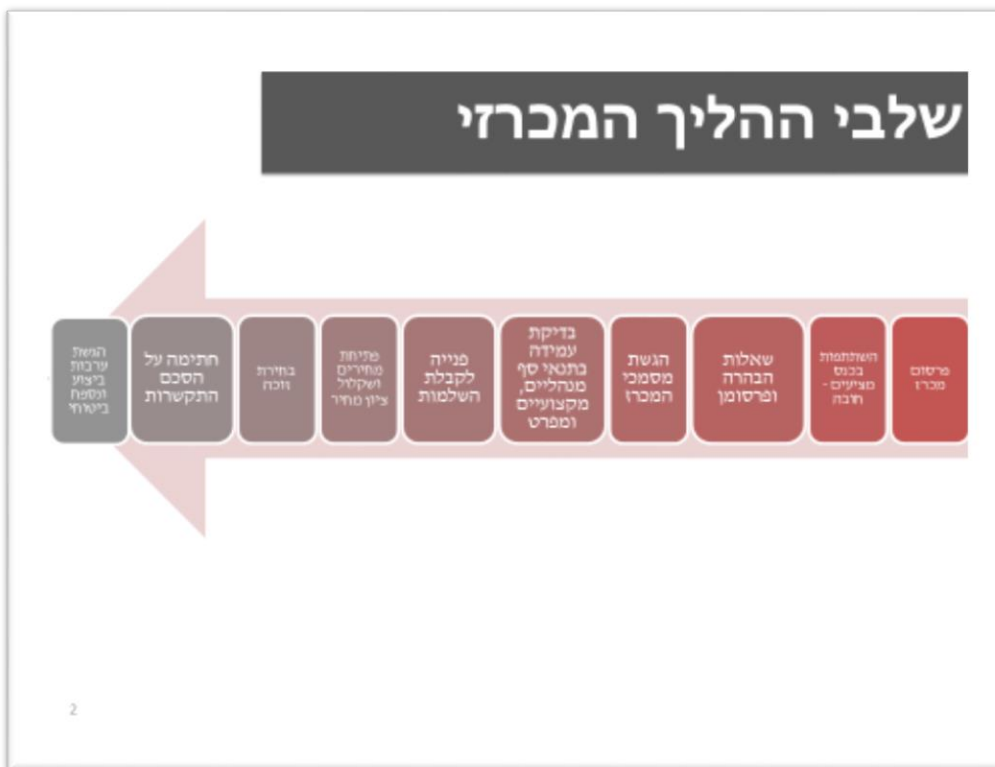 שלבי ההליך המכרזי
פרסום
מכרז
השתתפות
בכנס
מציעים -
חובה
שאלות
הבהרה
ופרסומן
הגשת
מסמכי
המכרז
בדיקת
עמידה
בתנאי סף
מנהליים,
מקצועיים
ומפרט
פנייה
לקבלת
השלמות
פתיחת
מחירים
ושקלול
ציון מחיר
בחירת
זוכה
חתימה על
הסכם
התקשרות
הגשת
ערבות
ביצוע
ונספח
ביטוחי
2